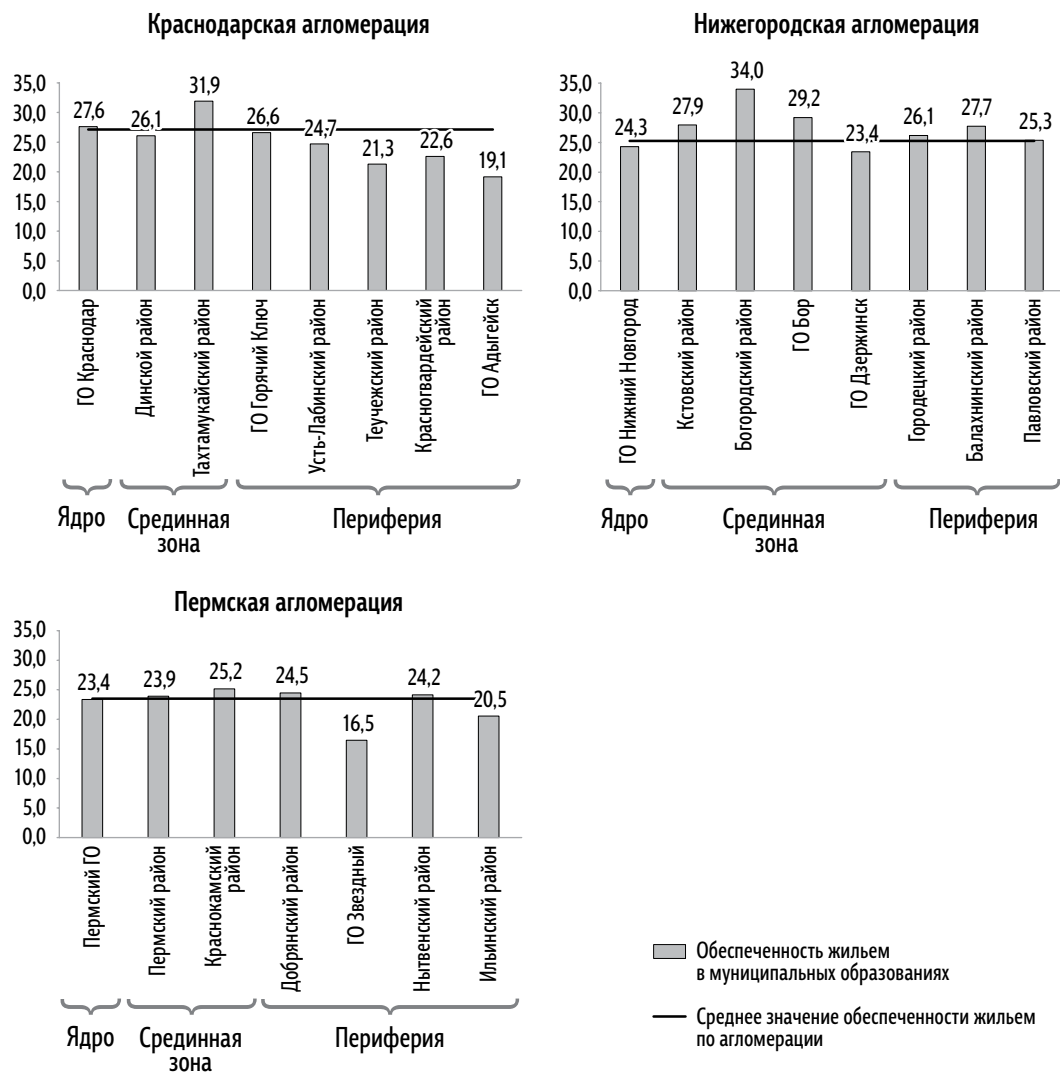 Краснодарская агломерация
35,0
30,0
25,0
20,0
15,0
10,0
5,0
0,0
27,6
26,1
31,9
26,6
24,7
21,3
22,6
19,1
ГО Краснодар
Динской район
Тахтамукайский район
ГО Горячий Ключ
Усть-Лабинский район
Теучежский район
Красногвардейский
район
ГО Адыгейск
Ядро
Срединная
зона
Периферия
Нижегородская агломерация
35,0
30,0
25,0
20,0
15,0
10,0
5,0
0,0
24,3
27,9
34,0
29,2
23,4
26,1
27,7
25,3
ГО Нижний Новгород
Кстовский район
Богородский район
ГО Бор
ГО Дзержинск
Городецкий район
Балахнинский район
Павловский район
Ядро
Срединная
зона
Периферия
Пермская агломерация
35,0
30,0
25,0
20,0
15,0
10,0
5,0
0,0
23,4
23,9
25,2
24,5
16,5
24,2
20,5
Пермский ГО
Пермский район
Краснокамский
район
Добрянский район
ГО Звездный
Нытвенский район
Ильинский район
Ядро
Срединная
зона
Периферия
Обеспеченность жильем
в муниципальных образованиях
Среднее значение обеспеченности жильем
по агломерации